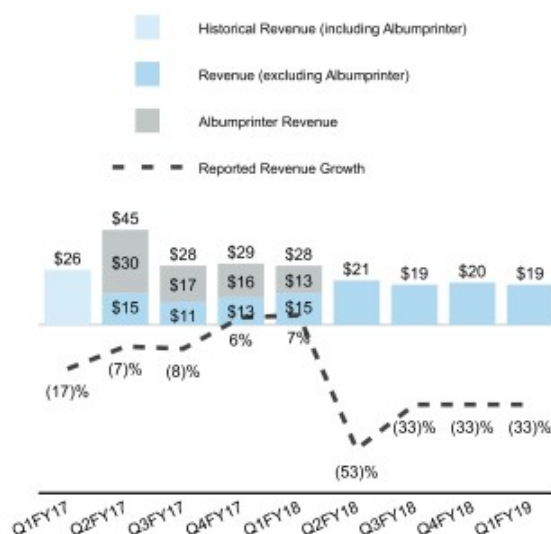 Historical Revenue (including Albumprinter)
Revenue (excluding Albumprinter)
Albumprinter Revenue
Reported Revenue Growth
$45
$26 $30 $28 $29 $28 $21 $19 $20 $19
$17 $16 $13
$15 $11 $13 $15
6% 7%
(17)% (7)% (8)%
(33)% (33)% (33)%
(53)%
Q1FY17 Q2FY17 Q3FY17 Q4FY17 Q1FY18 Q2FY18 Q3FY18 Q4FY18 Q1FY19